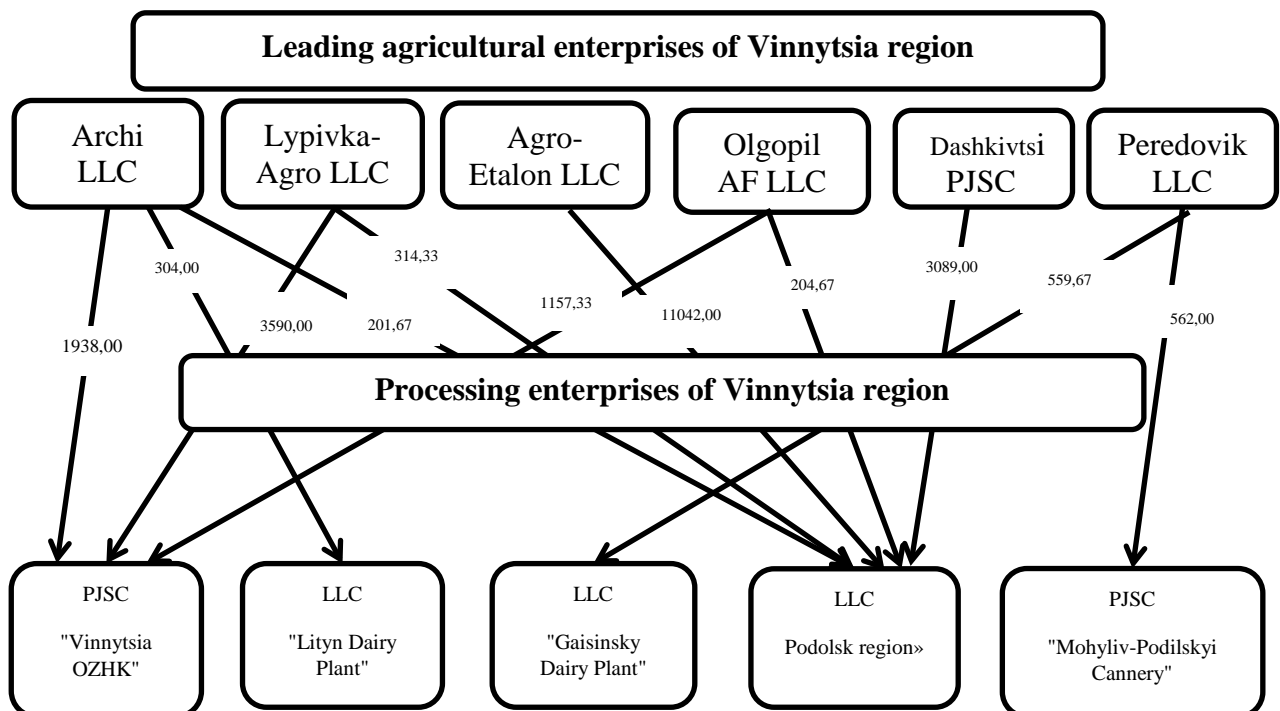 Leading agricultural enterprises of Vinnytsia region
Archi
LLC
Lypivka-
Agro LLC
Agro-
Etalon LLC
Olgopil
AF LLC
Dashkivtsi
PJSC
Peredovik
LLC
304,00
314,33
3089,00
559,67
1938,00
3590,00
201,67
1157,33
11042,00
204,67
562,00
Processing enterprises of Vinnytsia region
PJSC
"Vinnytsia
OZHK"
LLC
"Lityn Dairy
Plant"
LLC
"Gaisinsky
Dairy Plant"
LLC
Podolsk region»
PJSC
"Mohyliv-Podilskyi
Cannery"